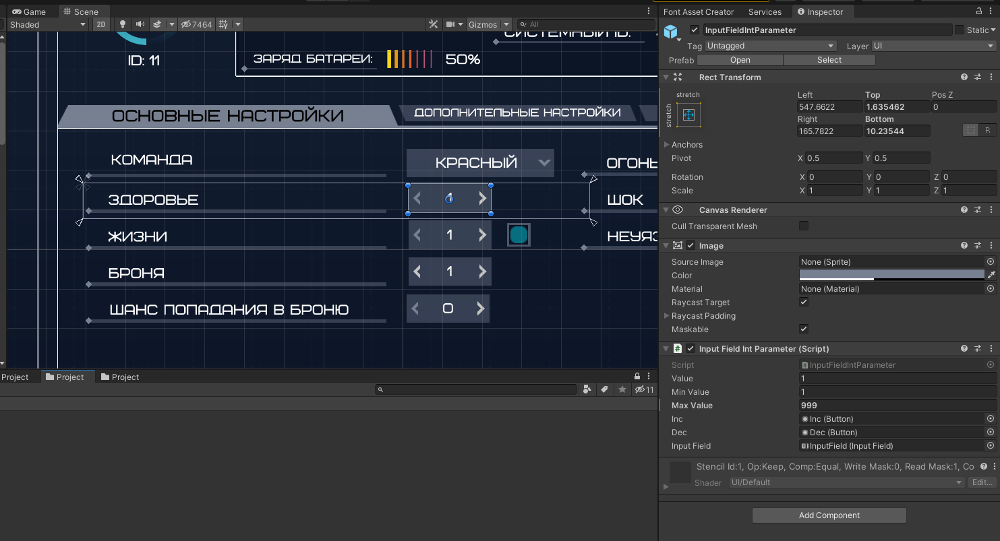 Game Scene
Font Asset Creator Services Inspector
Shaded 2D 7464 Gizmos All
InputFieldIntParameter Static
Tag Untagged Layer UI
Prefab Open Select
СИСТЕМНЫЙ ID:
ID: 11
ЗАРЯД БАТАРЕИ: 50%
ОСНОВНЫЕ НАСТРОЙКИ
ДОПОЛНИТЕЛЬНЫЕ НАСТРОЙКИ
КОМАНДА КРАСНЫЙ ОГОНЬ
ЗДОРОВЬЕ 1 ШОК
ЖИЗНИ 1 НЕУЯЗ
БРОНЯ 1
ШАНС ПОПАДАНИЯ В БРОНЮ 0
Project Project Project
11
Rect Transform
stretch
stretch
Left Top Pos Z
547.6622 1.635462 0
Right Bottom
165.7822 10.23544 R
Anchors
Pivot X 0.5 Y 0.5
Rotation X 0 Y 0 Z 0
Scale X 1 Y 1 Z 1
Canvas Renderer
Cull Transparent Mesh
Image
Source Image None (Sprite)
Color
Material None (Material)
Raycast Target
Raycast Padding
Maskable
# Input Field Int Parameter (Script)
Script InputFieldIntParameter
Value 1
Min Value 1
Max Value 999
Inc Inc (Button)
Dec Dec (Button)
Input Field InputField (Input Field)
Stencil Id:1, Op:Keep, Comp:Equal, Write Mask:0, Read Mask:1, Co
Shader UI/Default Edit...
Add Component